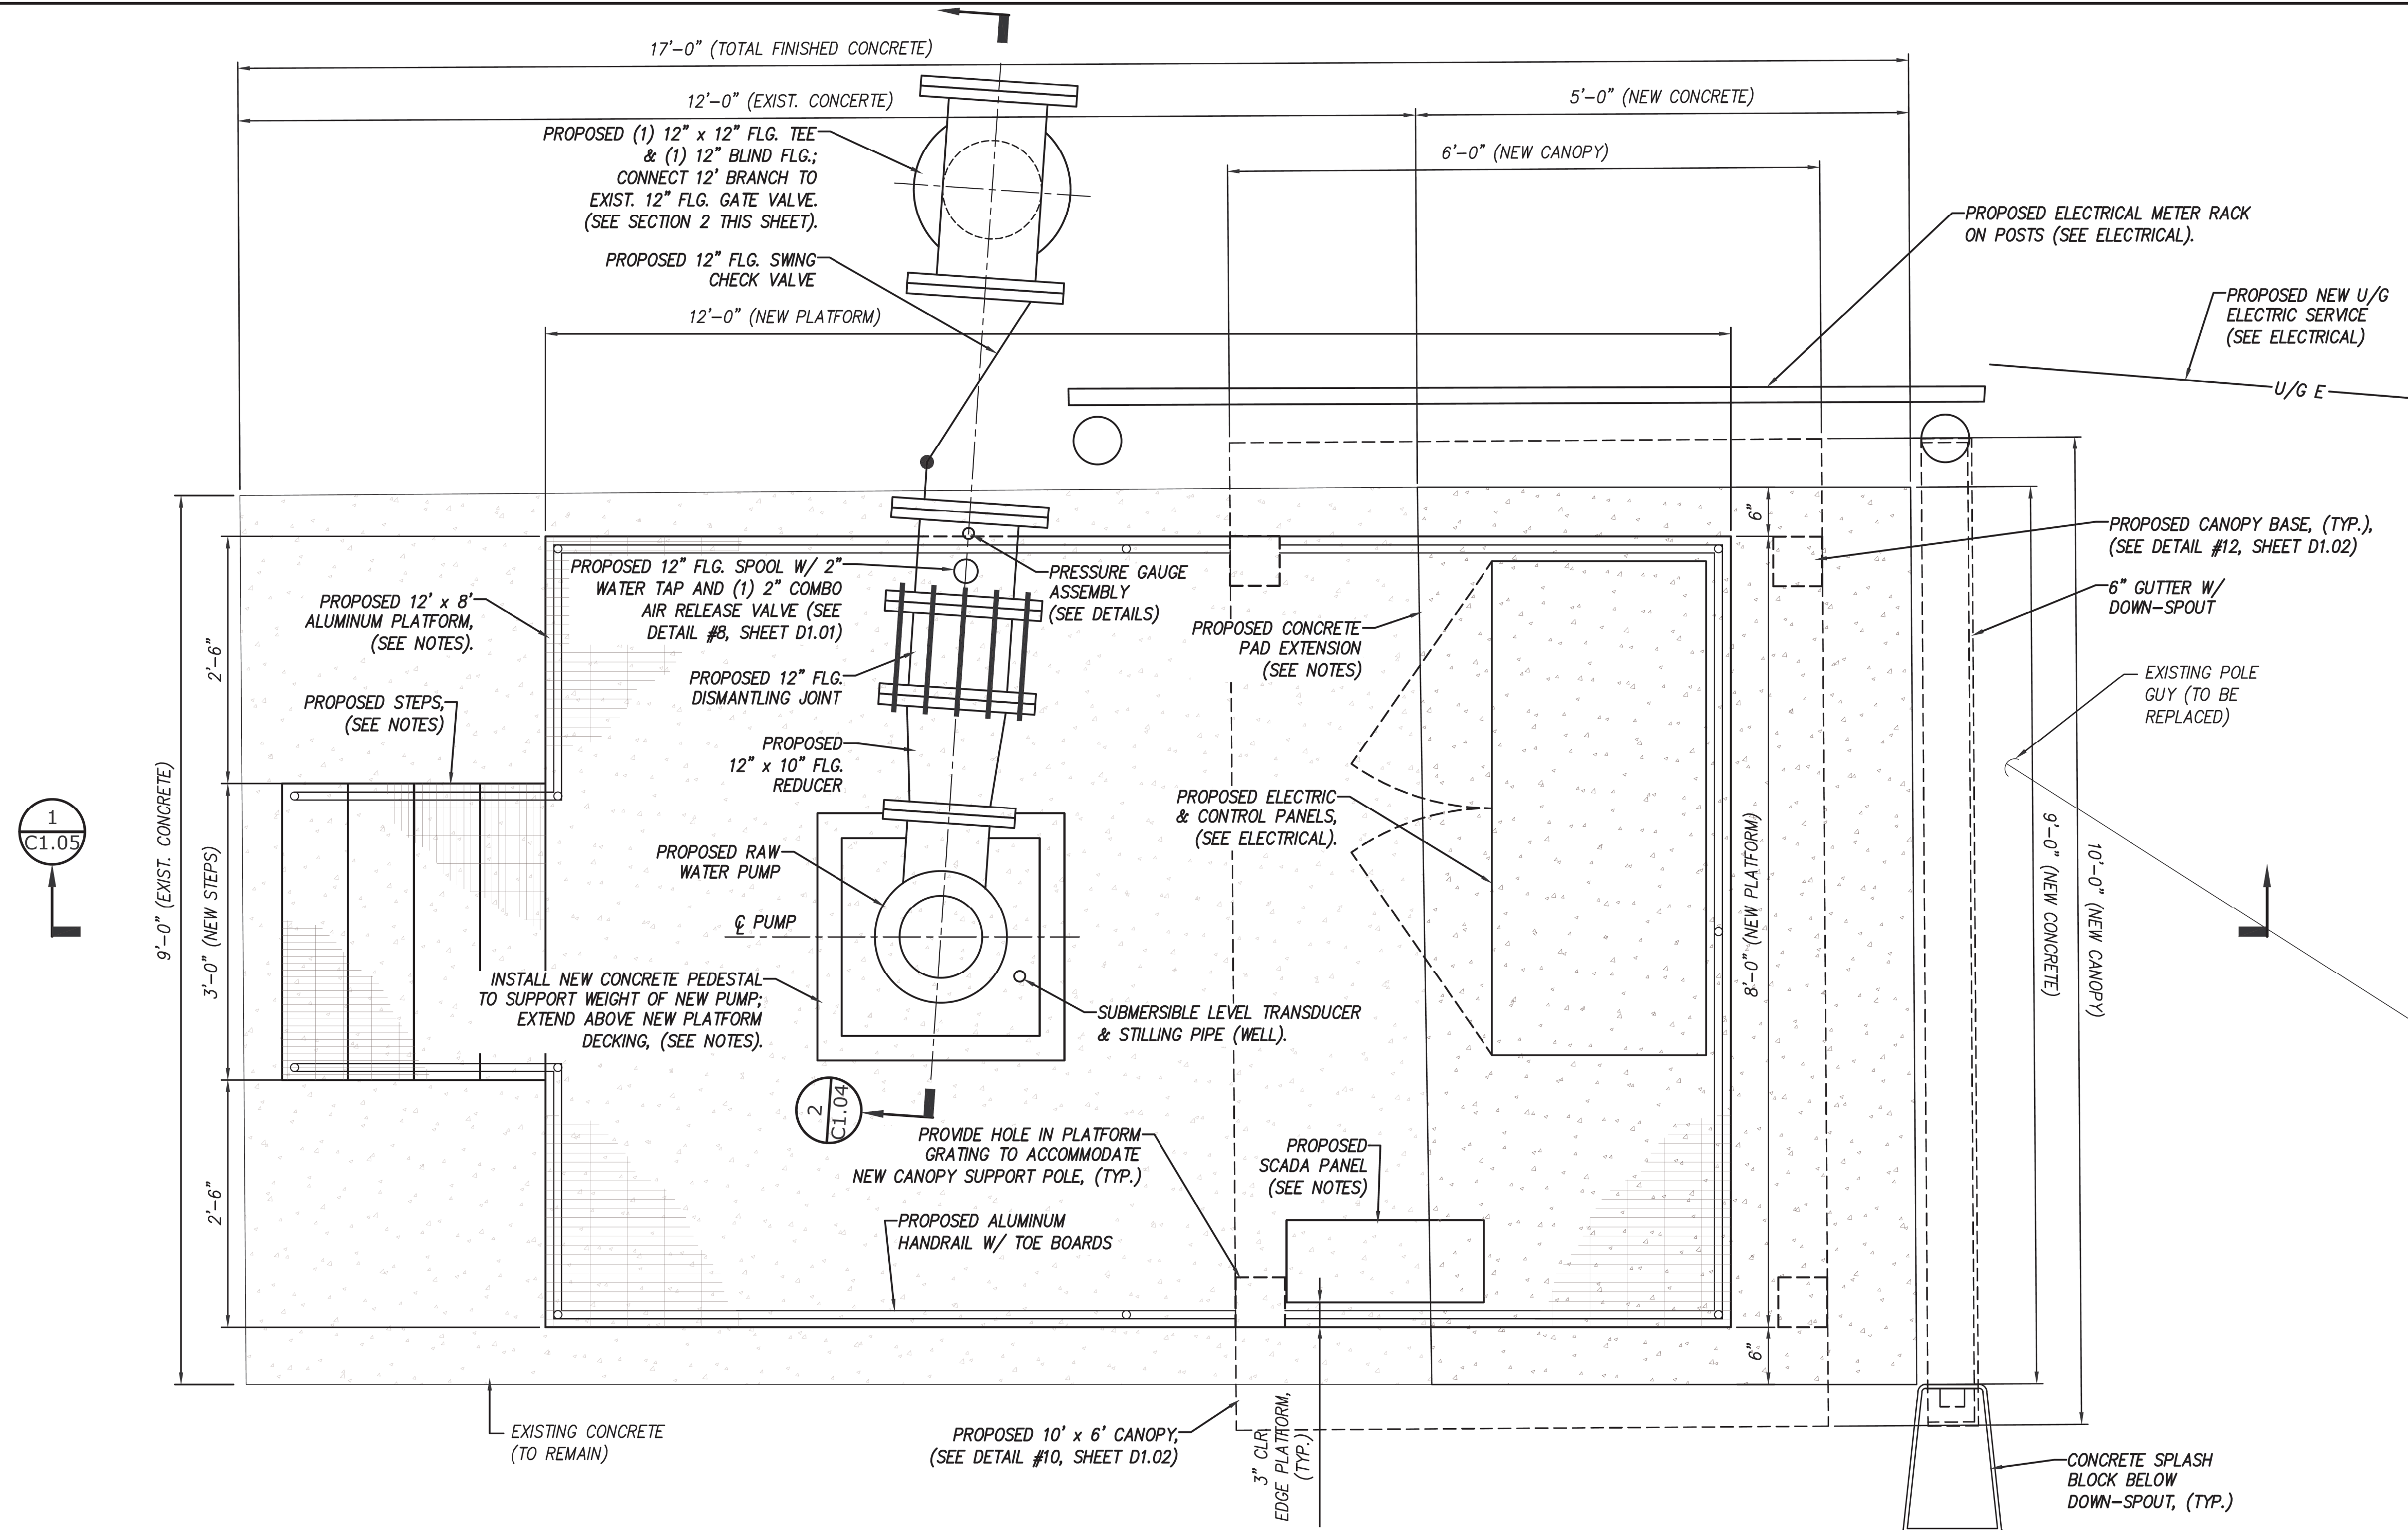 17'-0" (TOTAL FINISHED CONCRETE)
12'-0" (EXIST. CONCERTE)
5'-0" (NEW CONCRETE)
6'-0" (NEW CANOPY)
PROPOSED (1) 12" x 12" FLG. TEE
& (1) 12" BLIND FLG.;
CONNECT 12' BRANCH TO
EXIST. 12" FLG. GATE VALVE.
(SEE SECTION 2 THIS SHEET).
PROPOSED 12" FLG. SWING
CHECK VALVE
12'-0" (NEW PLATFORM)
PROPOSED ELECTRICAL METER RACK
ON POSTS (SEE ELECTRICAL).
PROPOSED NEW U/G
ELECTRIC SERVICE
(SEE ELECTRICAL)
U/G E
PROPOSED CANOPY BASE, (TYP.),
(SEE DETAIL #12, SHEET D1.02)
6" GUTTER W/
DOWN-SPOUT
EXISTING POLE
GUY (TO BE
REPLACED)
PROPOSED 12' x 8'
ALUMINUM PLATFORM,
(SEE NOTES).
PROPOSED STEPS,
(SEE NOTES)
PROPOSED 12" FLG. SPOOL W/ 2"
WATER TAP AND (1) 2" COMBO
AIR RELEASE VALVE (SEE
DETAIL #8, SHEET D1.01)
PRESSURE GAUGE
ASSEMBLY
(SEE DETAILS)
PROPOSED 12" FLG.
DISMANTLING JOINT
PROPOSED
12" x 10" FLG.
REDUCER
PROPOSED CONCRETE
PAD EXTENSION
(SEE NOTES)
PROPOSED ELECTRIC
& CONTROL PANELS,
(SEE ELECTRICAL).
PROPOSED RAW
WATER PUMP
℄ PUMP
INSTALL NEW CONCRETE PEDESTAL
TO SUPPORT WEIGHT OF NEW PUMP;
EXTEND ABOVE NEW PLATFORM
DECKING, (SEE NOTES).
SUBMERSIBLE LEVEL TRANSDUCER
& STILLING PIPE (WELL).
1
C1.05
2
C1.04
9'-0" (EXIST. CONCRETE)
2'-6"
3'-0" (NEW STEPS)
2'-6"
6"
8'-0" (NEW PLATFORM)
6"
9'-0" (NEW CONCRETE)
10'-0" (NEW CANOPY)
PROVIDE HOLE IN PLATFORM
GRATING TO ACCOMMODATE
NEW CANOPY SUPPORT POLE, (TYP.)
PROPOSED
SCADA PANEL
(SEE NOTES)
PROPOSED ALUMINUM
HANDRAIL W/ TOE BOARDS
EXISTING CONCRETE
(TO REMAIN)
PROPOSED 10' x 6' CANOPY,
(SEE DETAIL #10, SHEET D1.02)
3" CLR.
EDGE PLATFORM,
(TYP.)
CONCRETE SPLASH
BLOCK BELOW
DOWN-SPOUT, (TYP.)